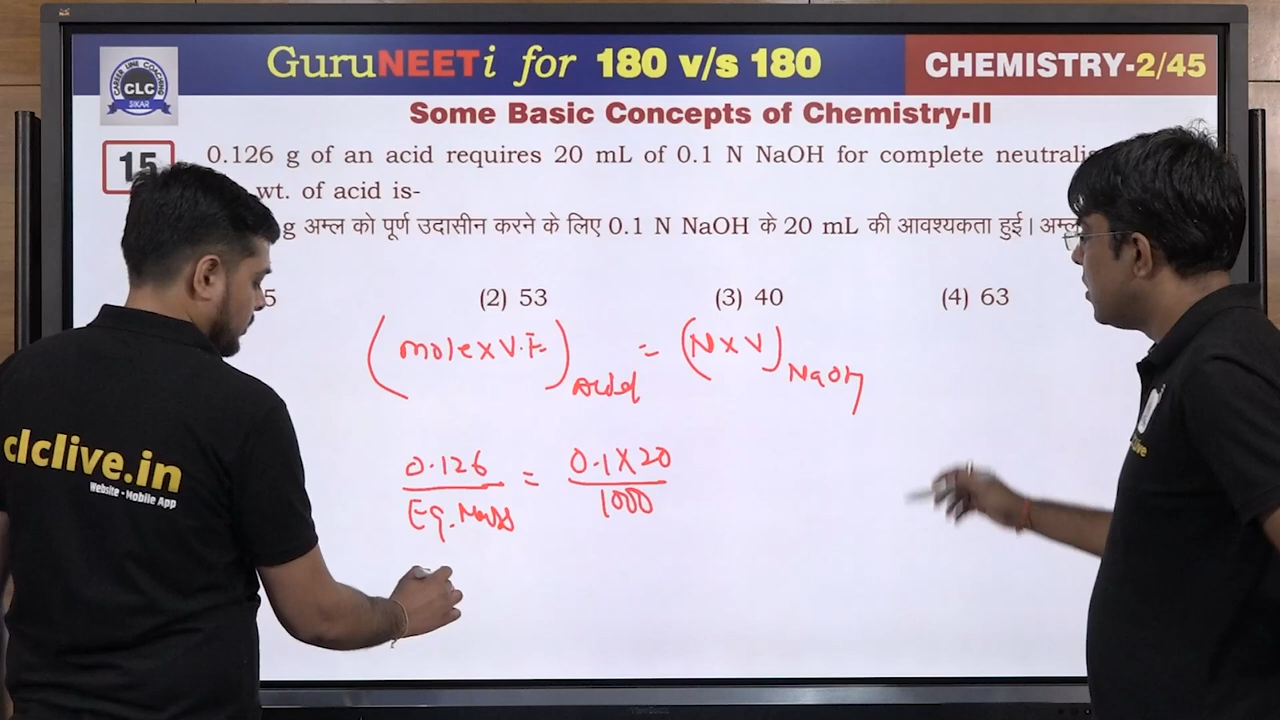 GuruNEETi for 180 v/s 180
CHEMISTRY-2/45
CAREER LINE COACHING
CLC
SIKAR
Some Basic Concepts of Chemistry-II
15 0.126 g of an acid requires 20 mL of 0.1 N NaOH for complete
wt. of acid is-
g अम्ल को पूर्ण उदासीन करने के लिए 0.1 N NaOH के 20 mL की आवश्यकता हुई। अम्ल
5 (2) 53 (3) 40 (4) 63
(mole x V.F.) Acid = (N x V) NaOH
0.126 / Eq. Mass = 0.1 X 20 / 1000
clclive.in
Website - Mobile App